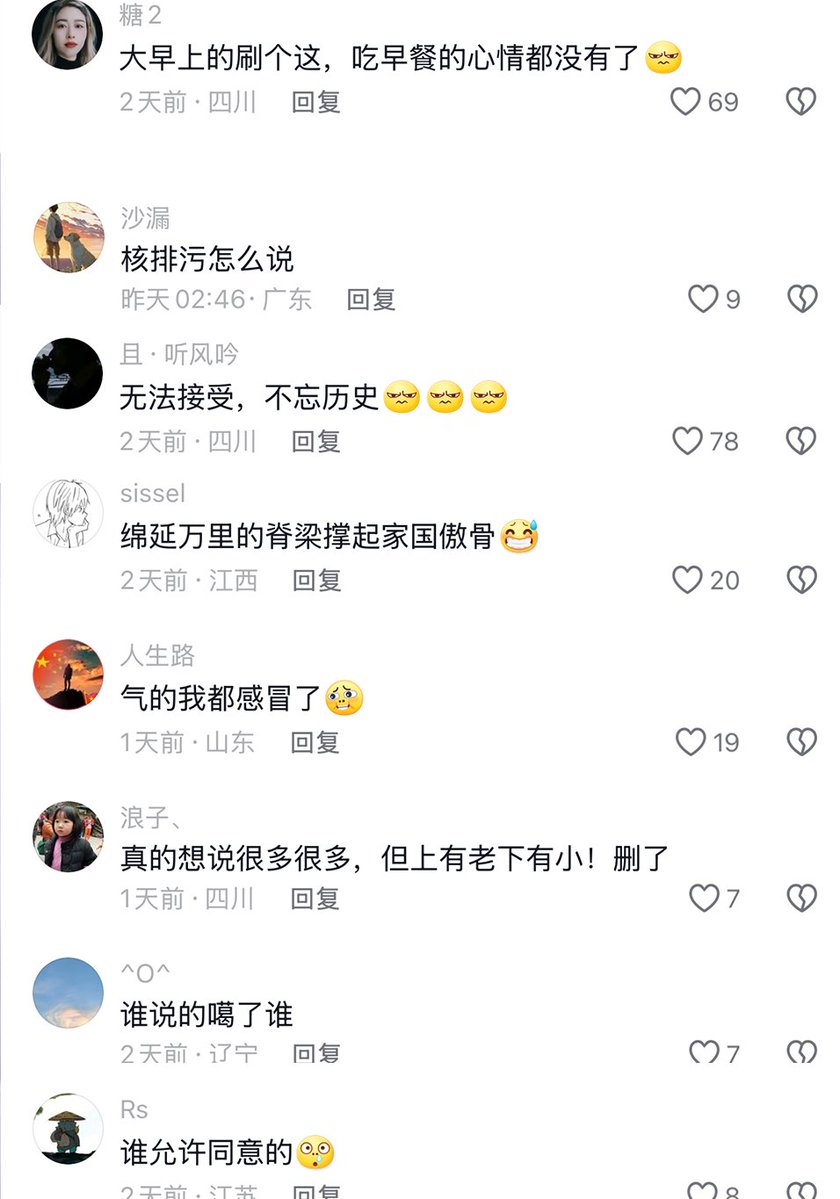 糖2
大早上的刷个这，吃早餐的心情都没有了
2天前·四川 回复 69
沙漏
核排污怎么说
昨天02:46·广东 回复 9
且·听风吟
无法接受，不忘历史
2天前·四川 回复 78
sissel
绵延万里的脊梁撑起家国傲骨
2天前·江西 回复 20
人生路
气的我都感冒了
1天前·山东 回复 19
浪子、
真的想说很多很多，但上有老下有小！删了
1天前·四川 回复 7
^O^
谁说的噶了谁
2天前·辽宁 回复 7
Rs
谁允许同意的
2天前·江苏 回复 8